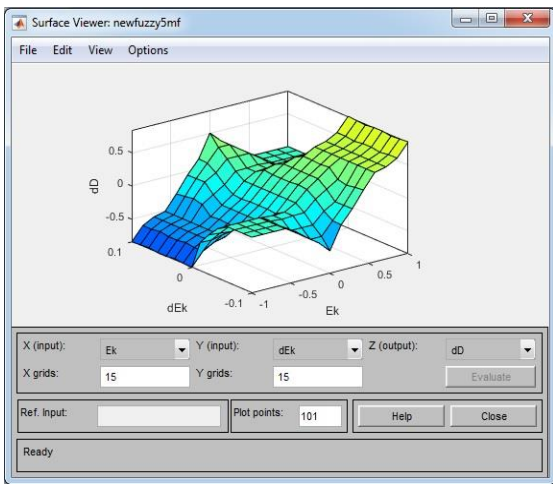 Surface Viewer: newfuzzy5mf
File Edit View Options
0.5
0
-0.5
dD
0.1
0
-0.1
dEk
-1
-0.5
0
0.5
1
Ek
X (input): Ek Y (input): dEk Z (output): dD
X grids: 15 Y grids: 15 Evaluate
Ref. Input: Plot points: 101 Help Close
Ready